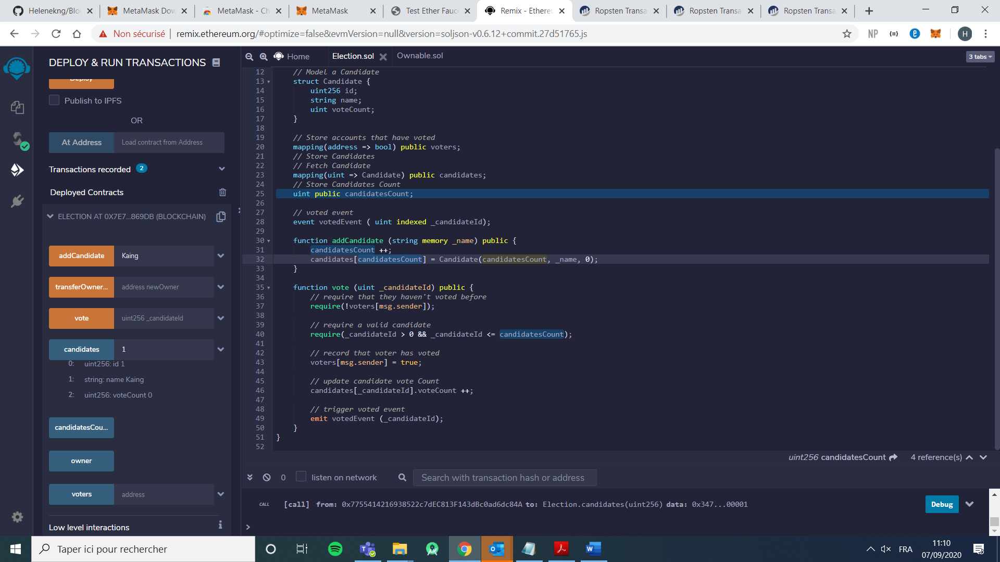 Helenekng/Blo
MetaMask Dow
MetaMask - Ch
MetaMask
Test Ether Fauc
Remix - Ethere
Ropsten Transa
Ropsten Transa
Ropsten Transa
Non sécurisé
remix.ethereum.org/#optimize=false&evmVersion=null&version=soljson-v0.6.12+commit.27d51765.js
NP
H
DEPLOY & RUN TRANSACTIONS
Deploy
Publish to IPFS
OR
At Address
Load contract from Address
Transactions recorded 2
Deployed Contracts
ELECTION AT 0X7E7...869DB (BLOCKCHAIN)
addCandidate Kaing
transferOwner... address newOwner
vote uint256 _candidateId
candidates 1
0: uint256: id 1
1: string: name Kaing
2: uint256: voteCount 0
candidatesCou...
owner
voters address
Low level interactions
Home
Election.sol
Ownable.sol
3 tabs
12 // Model a Candidate
13 struct Candidate {
14 uint256 id;
15 string name;
16 uint voteCount;
17 }
18
19 // Store accounts that have voted
20 mapping(address => bool) public voters;
21 // Store Candidates
22 // Fetch Candidate
23 mapping(uint => Candidate) public candidates;
24 // Store Candidates Count
25 uint public candidatesCount;
26
27 // voted event
28 event votedEvent ( uint indexed _candidateId);
29
30 function addCandidate (string memory _name) public {
31 candidatesCount ++;
32 candidates[candidatesCount] = Candidate(candidatesCount, _name, 0);
33 }
34
35 function vote (uint _candidateId) public {
36 // require that they haven't voted before
37 require(!voters[msg.sender]);
38
39 // require a valid candidate
40 require(_candidateId > 0 && _candidateId <= candidatesCount);
41
42 // record that voter has voted
43 voters[msg.sender] = true;
44
45 // update candidate vote Count
46 candidates[_candidateId].voteCount ++;
47
48 // trigger voted event
49 emit votedEvent (_candidateId);
50 }
51 }
52
uint256 candidatesCount 4 reference(s)
0 listen on network Search with transaction hash or address
CALL [call] from: 0x7755414216938522c7dEC813F143dBc0ad6dc84A to: Election.candidates(uint256) data: 0x347...00001 Debug
>
Taper ici pour rechercher
FRA
11:10
07/09/2020